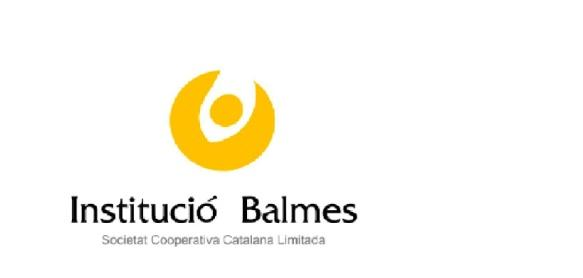 Institució Balmes
Societat Cooperativa Catalana Limitada